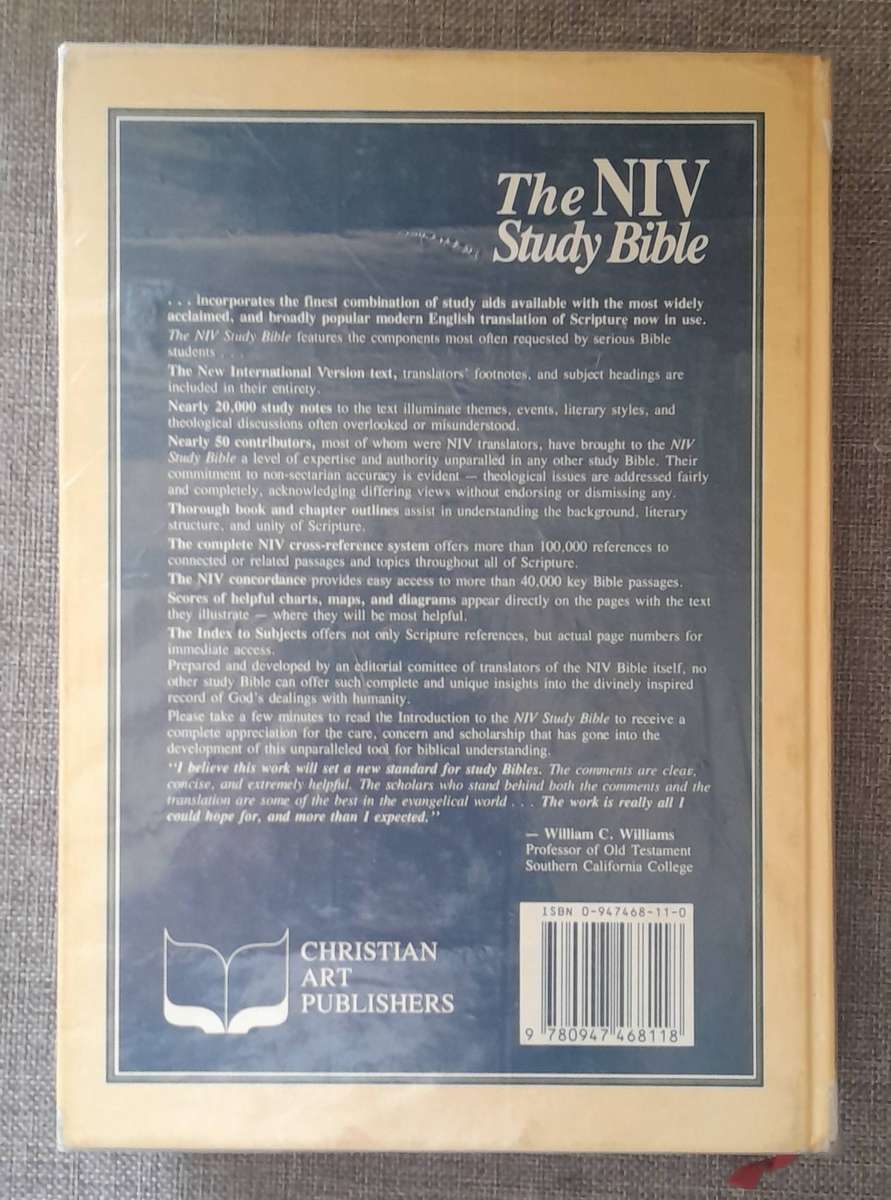 The NIV
Study Bible
. . . incorporates the finest combination of study aids available with the most widely
acclaimed, and broadly popular modern English translation of Scripture now in use.
The NIV Study Bible features the components most often requested by serious Bible
students . . .
The New International Version text, translators' footnotes, and subject headings are
included in their entirety.
Nearly 20,000 study notes to the text illuminate themes, events, literary styles, and
theological discussions often overlooked or misunderstood.
Nearly 50 contributors, most of whom were NIV translators, have brought to the NIV
Study Bible a level of expertise and authority unparalled in any other study Bible. Their
commitment to non-sectarian accuracy is evident — theological issues are addressed fairly
and completely, acknowledging differing views without endorsing or dismissing any.
Thorough book and chapter outlines assist in understanding the background, literary
structure, and unity of Scripture.
The complete NIV cross-reference system offers more than 100,000 references to
connected or related passages and topics throughout all of Scripture.
The NIV concordance provides easy access to more than 40,000 key Bible passages.
Scores of helpful charts, maps, and diagrams appear directly on the pages with the text
they illustrate — where they will be most helpful.
The Index to Subjects offers not only Scripture references, but actual page numbers for
immediate access.
Prepared and developed by an editorial comittee of translators of the NIV Bible itself, no
other study Bible can offer such complete and unique insights into the divinely inspired
record of God's dealings with humanity.
Please take a few minutes to read the Introduction to the NIV Study Bible to receive a
complete appreciation for the care, concern and scholarship that has gone into the
development of this unparalleled tool for biblical understanding.
"I believe this work will set a new standard for study Bibles. The comments are clear,
concise, and extremely helpful. The scholars who stand behind both the comments and the
translation are some of the best in the evangelical world . . . The work is really all I
could hope for, and more than I expected."
— William C. Williams
Professor of Old Testament
Southern California College
ISBN 0-947468-11-0
9 780947 468118
CHRISTIAN
ART
PUBLISHERS